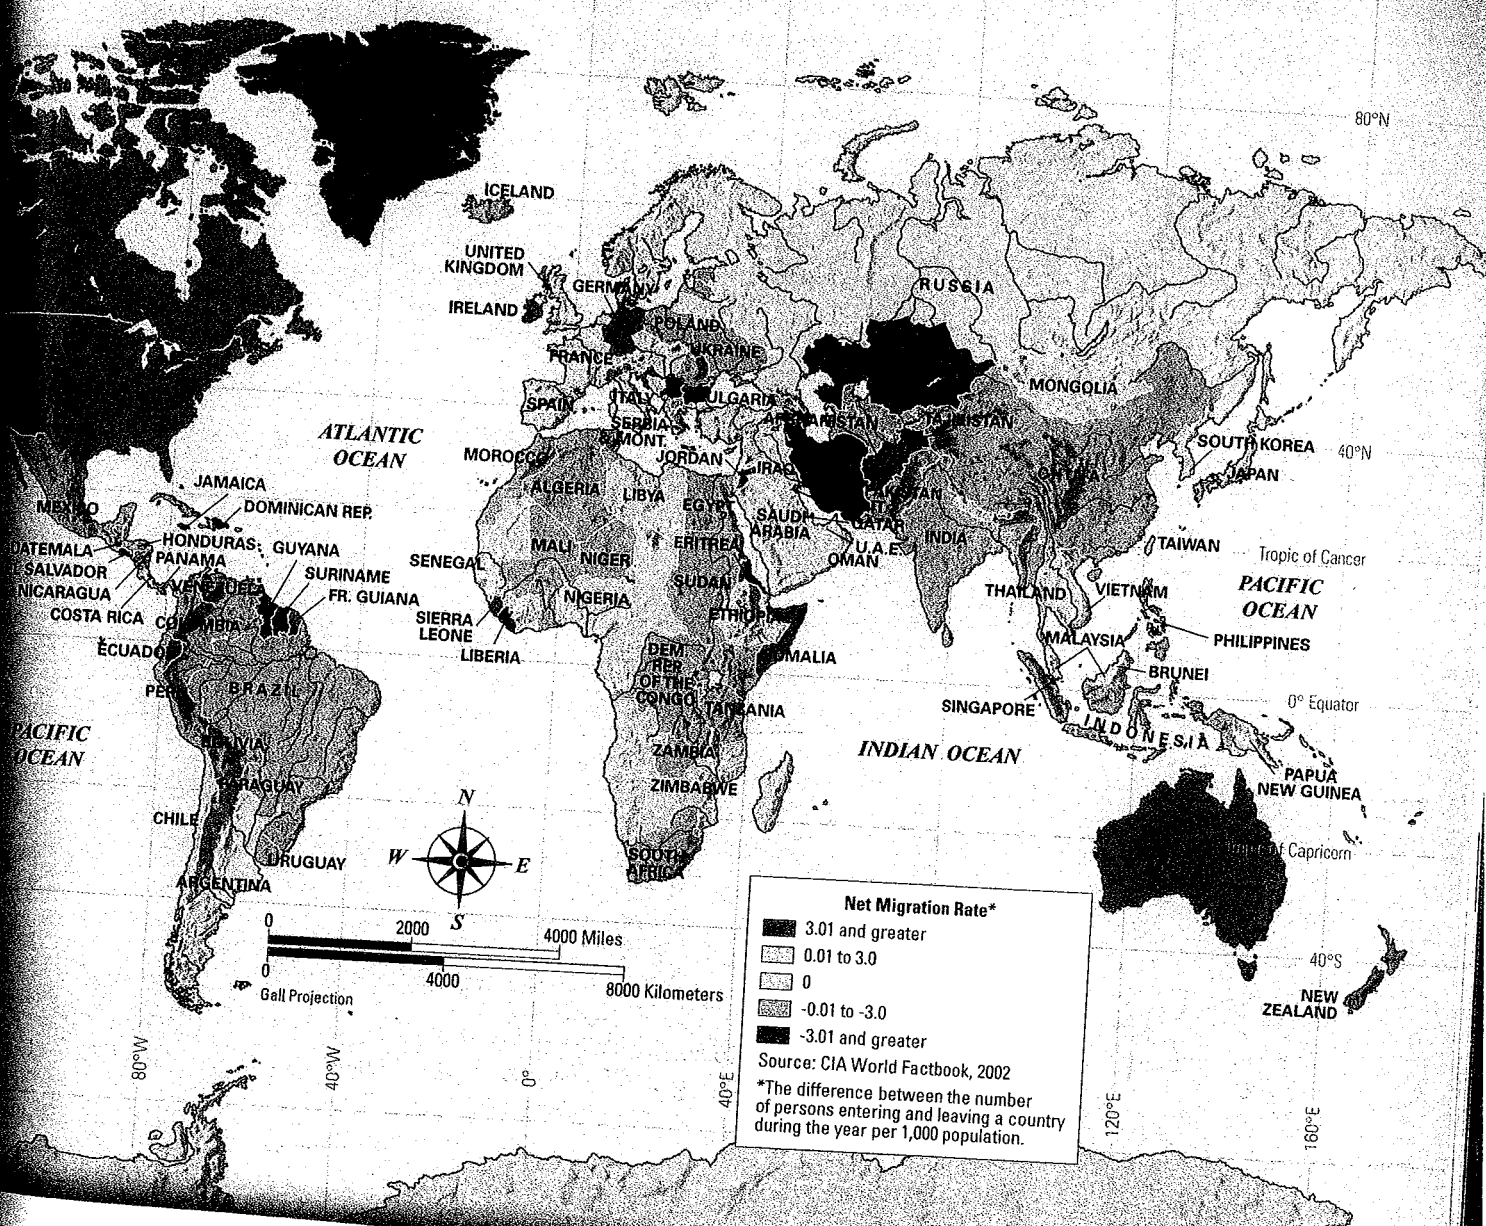 80°N
ICELAND
UNITED
KINGDOM
IRELAND
GERMANY
RUSSIA
POLAND
UKRAINE
FRANCE
MONGOLIA
SPAIN
ITALY
ULGARIA
SERBIA
& MONT.
ATLANTIC
OCEAN
MOROCCO
JORDAN
IRAQ
SOUTH KOREA
40°N
JAPAN
JAMAICA
ALGERIA
LIBYA
EGYPT
PAKISTAN
MEXICO
DOMINICAN REP.
SAUDI
ARABIA
QATAR
U.A.E.
OMAN
INDIA
TAIWAN
Tropic of Cancer
ATEMALA
HONDURAS
PANAMA
GUYANA
SALVADOR
SURINAME
NICARAGUA
VENEZUELA
FR. GUIANA
COSTA RICA
COLOMBIA
MALI
NIGER
ERITREA
SENEGAL
SUDAN
NIGERIA
ETHIOPIA
SIERRA
LEONE
LIBERIA
OMALIA
THAILAND
VIETNAM
PACIFIC
OCEAN
PHILIPPINES
MALAYSIA
BRUNEI
SINGAPORE
0° Equator
ECUADOR
BRAZIL
DEM.
REP.
OF THE
CONGO
TANZANIA
INDONESIA
PACIFIC
OCEAN
ZAMBIA
INDIAN OCEAN
ZIMBABWE
PAPUA
NEW GUINEA
CHILE
ARAGUAY
URUGUAY
ARGENTINA
SOUTH
AFRICA
of Capricorn
N
W
E
S
0 2000 4000 Miles
0 4000 8000 Kilometers
Gall Projection
Net Migration Rate*
3.01 and greater
0.01 to 3.0
0
-0.01 to -3.0
-3.01 and greater
Source: CIA World Factbook, 2002
*The difference between the number
of persons entering and leaving a country
during the year per 1,000 population.
40°S
NEW
ZEALAND
80°W
40°W
0°
40°E
120°E
160°E